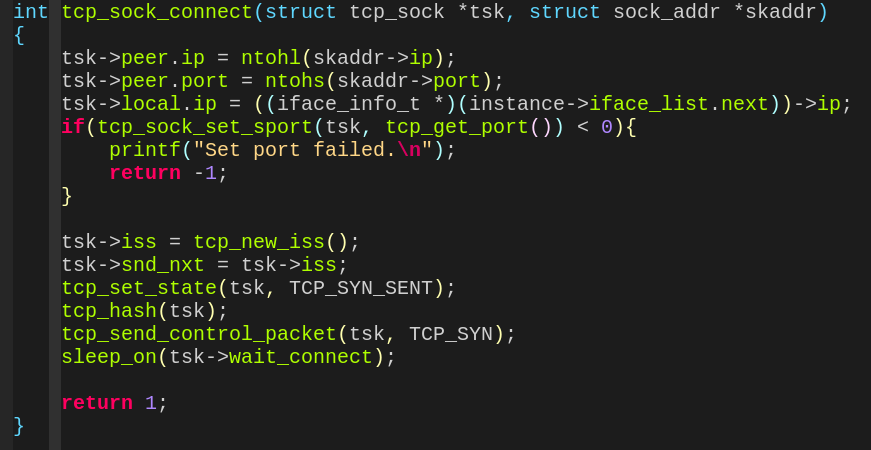 int tcp_sock_connect(struct tcp_sock *tsk, struct sock_addr *skaddr)
{
    tsk->peer.ip = ntohl(skaddr->ip);
    tsk->peer.port = ntohs(skaddr->port);
    tsk->local.ip = ((iface_info_t *)(instance->iface_list.next))->ip;
    if(tcp_sock_set_sport(tsk, tcp_get_port()) < 0){
        printf("Set port failed.\n");
        return -1;
    }

    tsk->iss = tcp_new_iss();
    tsk->snd_nxt = tsk->iss;
    tcp_set_state(tsk, TCP_SYN_SENT);
    tcp_hash(tsk);
    tcp_send_control_packet(tsk, TCP_SYN);
    sleep_on(tsk->wait_connect);

    return 1;
}